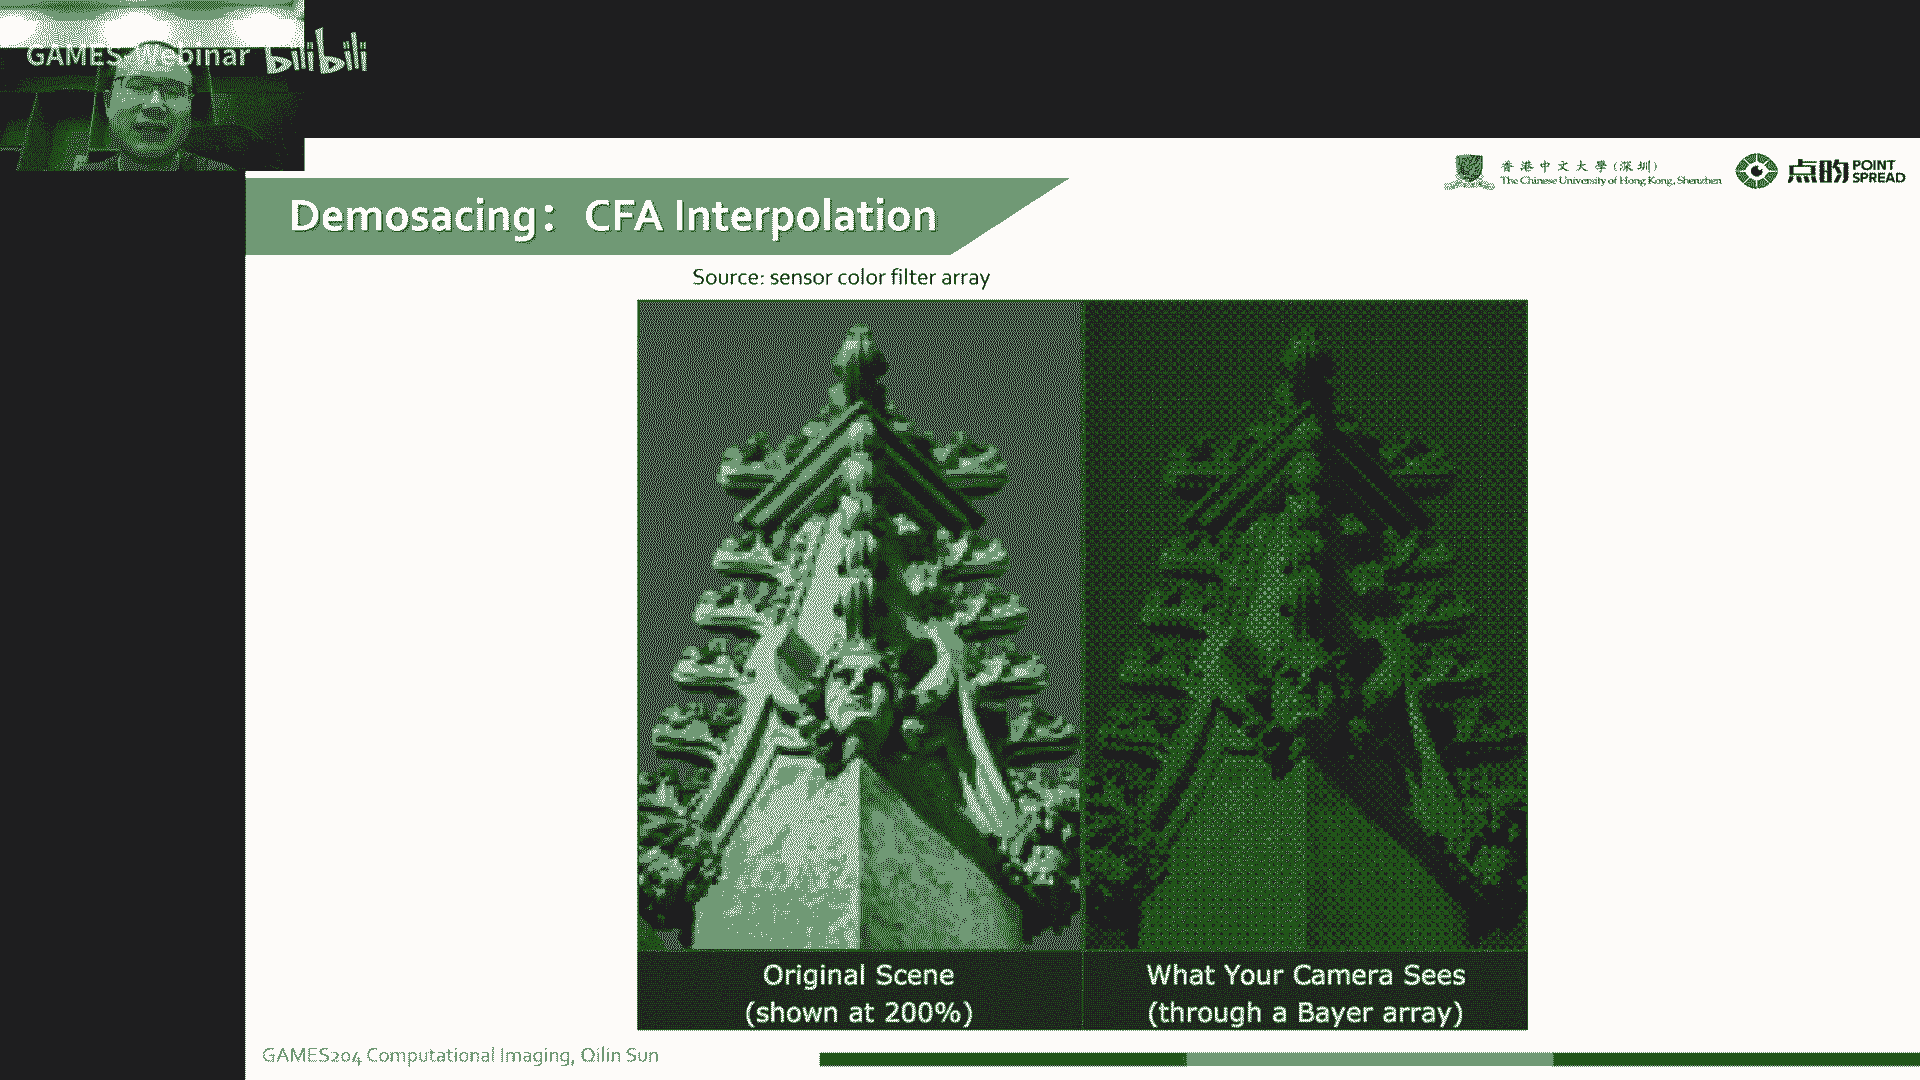 GAMES-Webinar bilibili
香港中文大學(深圳)
The Chinese University of Hong Kong, Shenzhen
点昀 POINT
SPREAD
Demosacing: CFA Interpolation
Source: sensor color filter array
Original Scene
(shown at 200%)
What Your Camera Sees
(through a Bayer array)
GAMES204 Computational Imaging, Qilin Sun